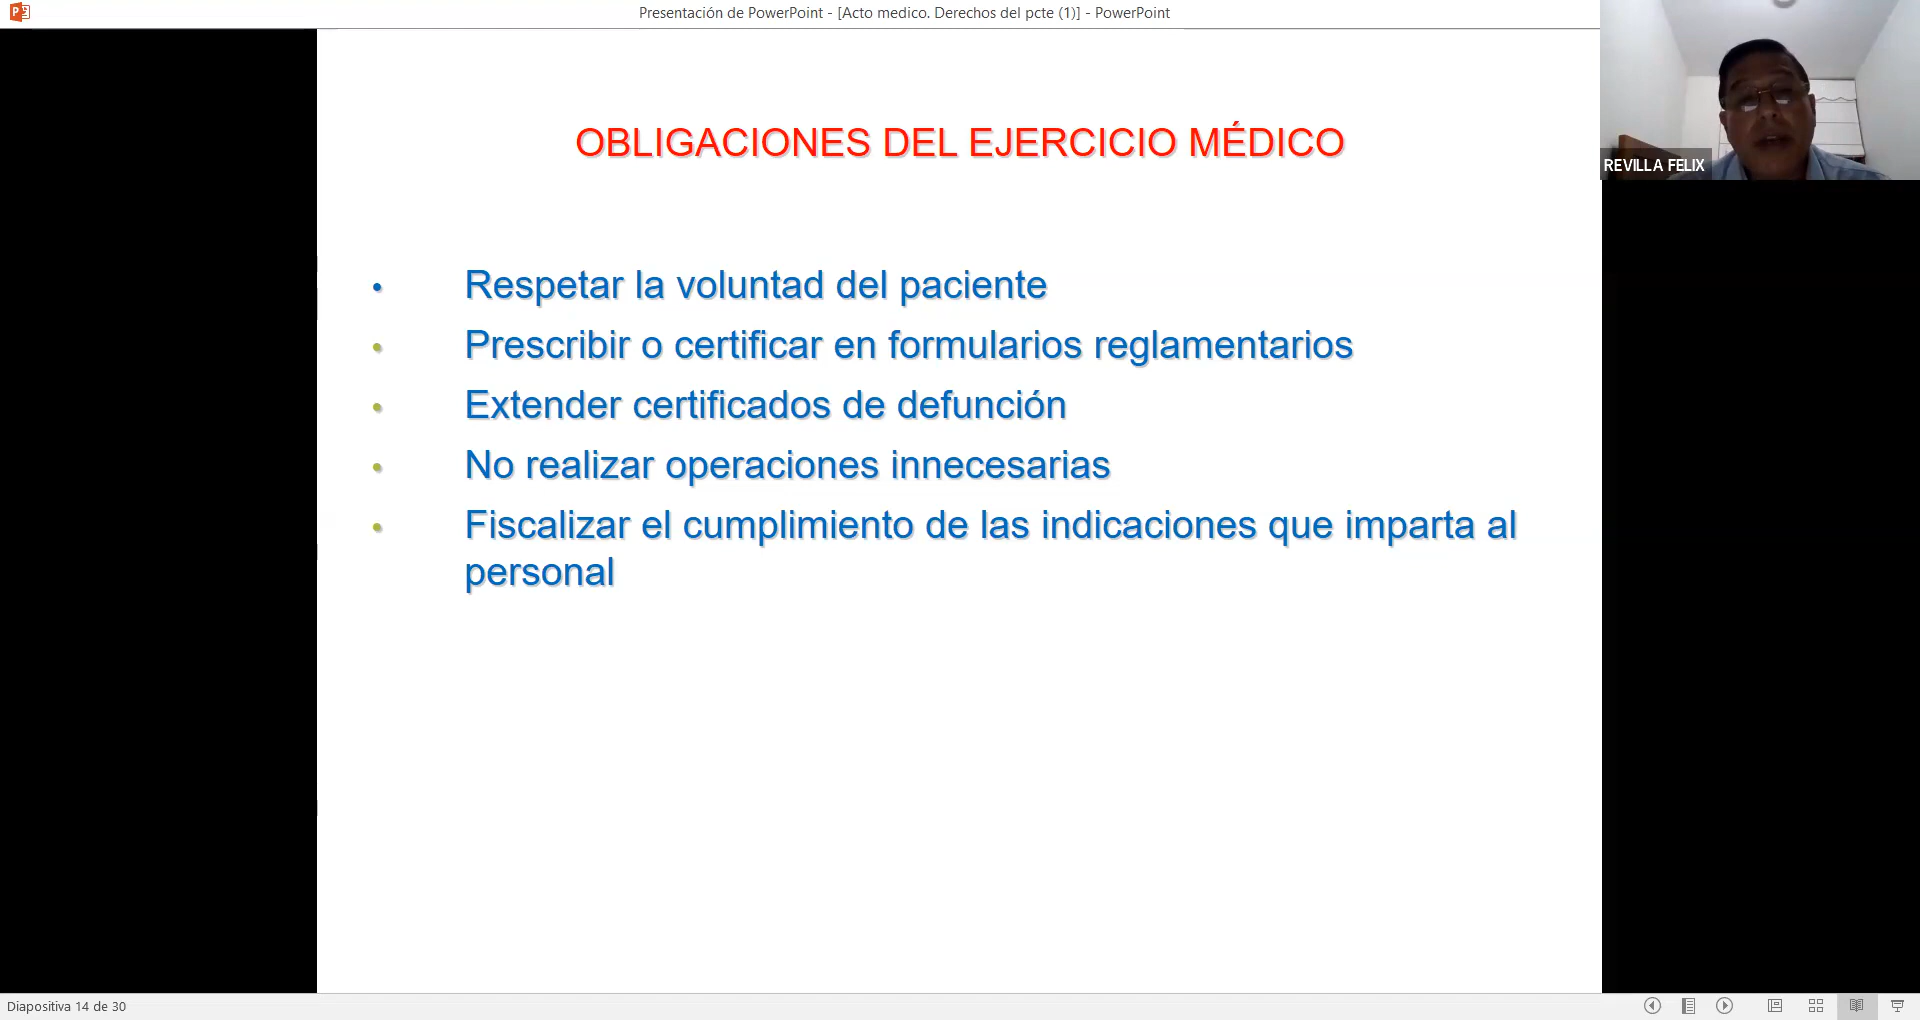 Presentación de PowerPoint - [Acto medico. Derechos del pcte (1)] - PowerPoint
REVILLA FELIX
OBLIGACIONES DEL EJERCICIO MÉDICO
• Respetar la voluntad del paciente
• Prescribir o certificar en formularios reglamentarios
• Extender certificados de defunción
• No realizar operaciones innecesarias
• Fiscalizar el cumplimiento de las indicaciones que imparta al
personal
Diapositiva 14 de 30